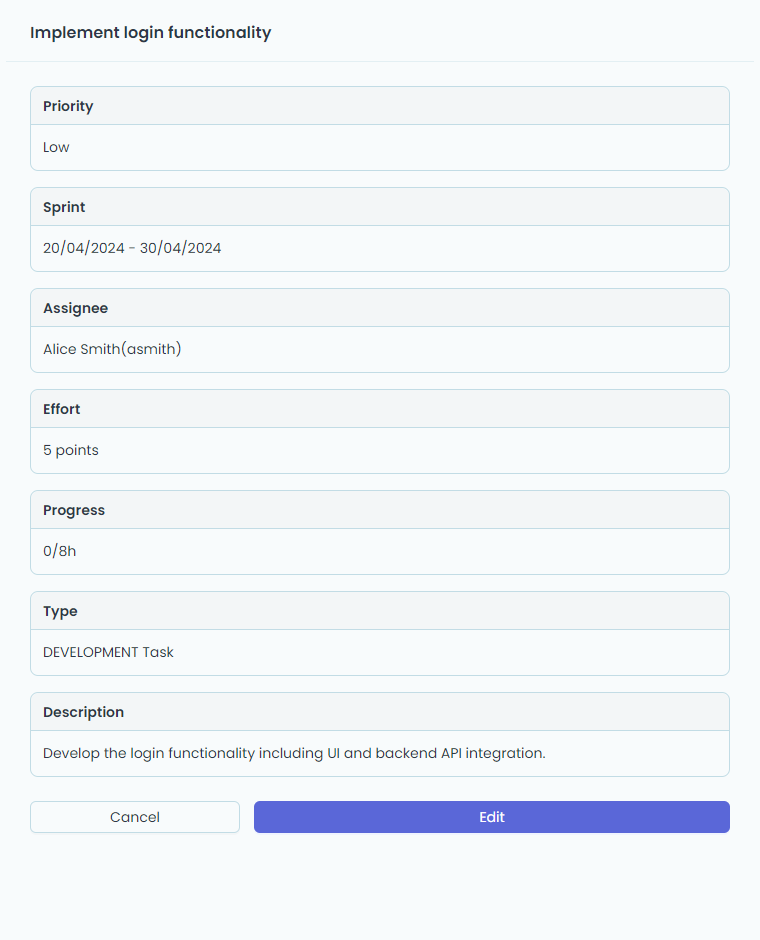 Implement login functionality
Priority
Low
Sprint
20/04/2024 - 30/04/2024
Assignee
Alice Smith(asmith)
Effort
5 points
Progress
0/8h
Type
DEVELOPMENT Task
Description
Develop the login functionality including UI and backend API integration.
Cancel
Edit